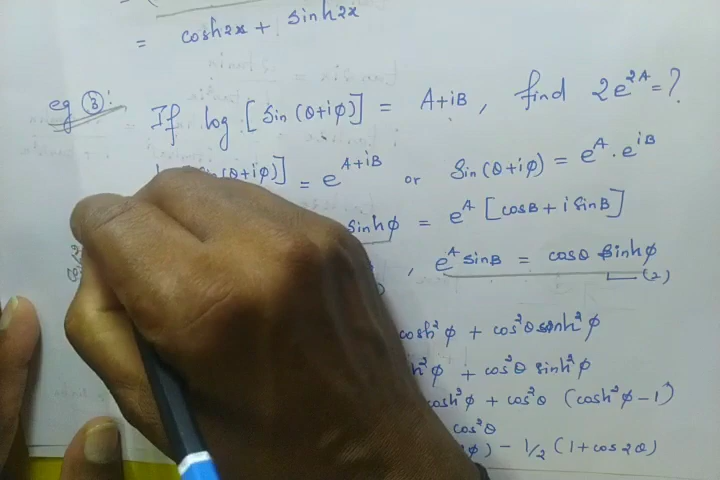 = cosh2x + sinh2x
eg ③:
If log [Sin (θ+iϕ)] = A+iB, find 2e^2A = ?
(θ+iϕ)] = e^A+iB or Sin (θ+iϕ) = e^A . e^iB
sinhϕ = e^A [cosB + i SinB]
, e^A sinB = cosθ Sinhϕ
(2)
cosh²ϕ + cos²θ sinh²ϕ
h²ϕ + cos²θ sinh²ϕ
cosh²ϕ + cos²θ (cosh²ϕ - 1)
cos²θ
ϕ) - 1/2 (1 + cos 2θ)